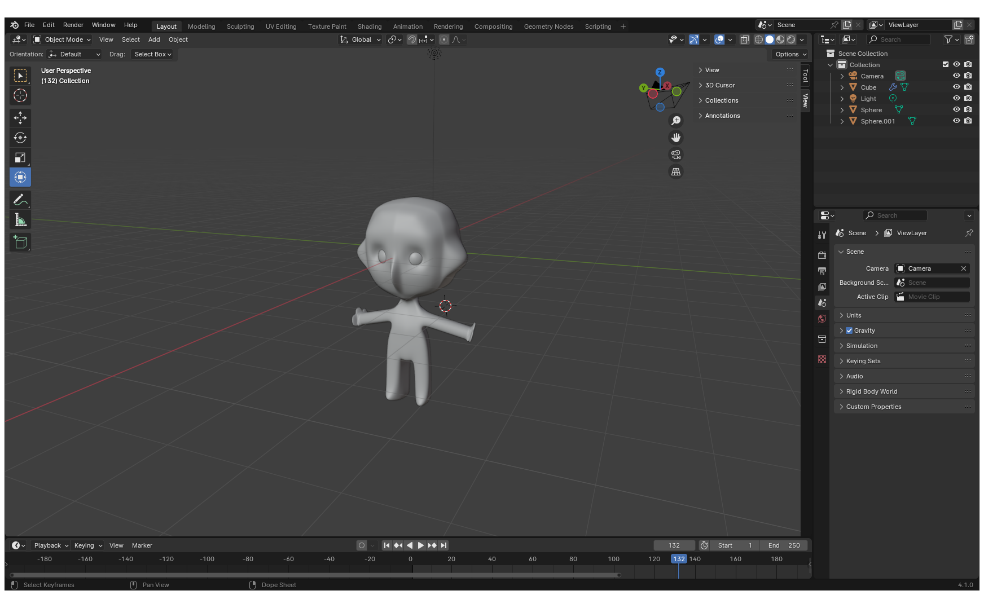 File Edit Render Window Help Layout Modeling Sculpting UV Editing Texture Paint Shading Animation Rendering Compositing Geometry Nodes Scripting + Scene ViewLayer
Object Mode View Select Add Object Global Search
Orientation: Default Drag: Select Box Options
User Perspective
(132) Collection
Z
Y
X
View
3D Cursor
Collections
Annotations
Tool
View
Scene Collection
Collection
Camera
Cube
Light
Sphere
Sphere.001
Search
Scene > ViewLayer
Scene
Camera Camera
Background Sc... Scene
Active Clip Movie Clip
Units
Gravity
Simulation
Keying Sets
Audio
Rigid Body World
Custom Properties
Playback Keying View Marker 132 Start 1 End 250
-180 -160 -140 -120 -100 -80 -60 -40 -20 0 20 40 60 80 100 120 132 140 160 180
Select Keyframes Pan View Dope Sheet 4.1.0